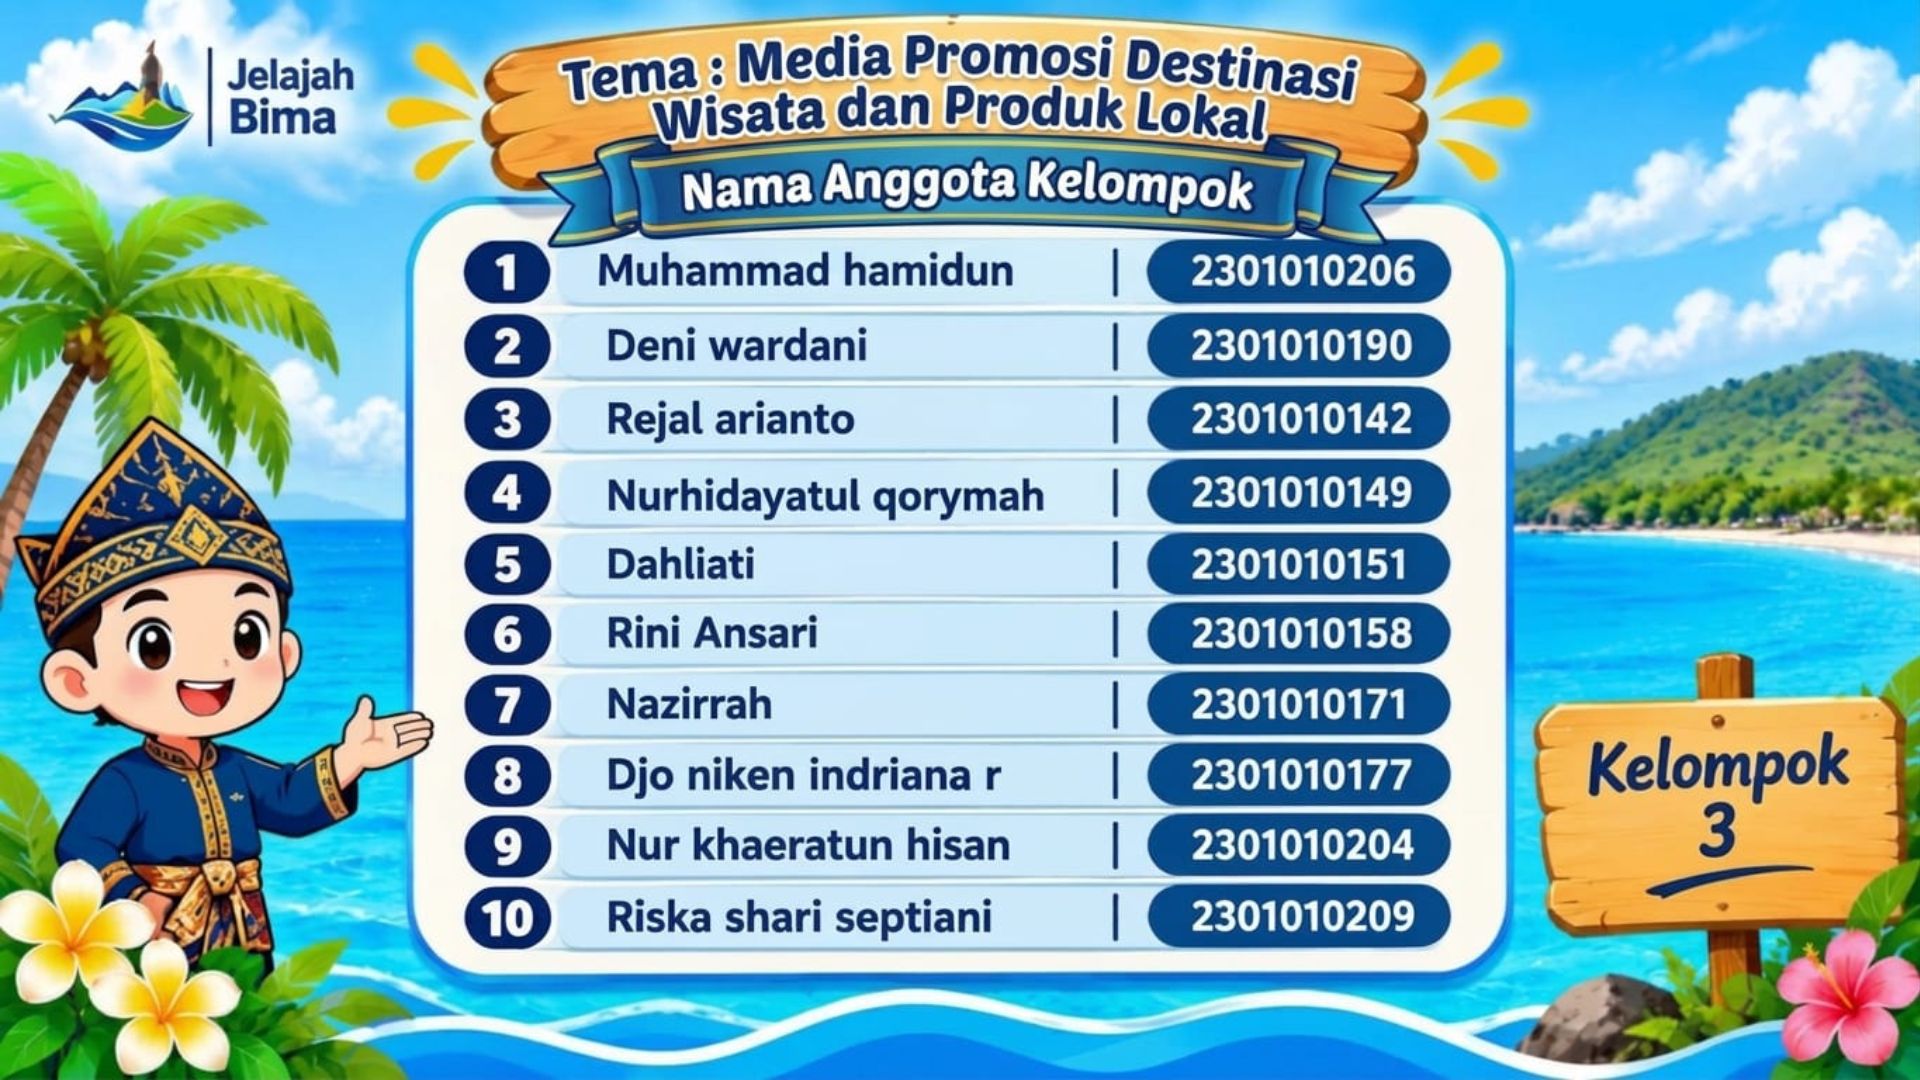 Jelajah
Bima
Tema : Media Promosi Destinasi
Wisata dan Produk Lokal
Nama Anggota Kelompok
1 Muhammad hamidun | 2301010206
2 Deni wardani | 2301010190
3 Rejal arianto | 2301010142
4 Nurhidayatul qorymah | 2301010149
5 Dahliati | 2301010151
6 Rini Ansari | 2301010158
7 Nazirrah | 2301010171
8 Djo niken indriana r | 2301010177
9 Nur khaeratun hisan | 2301010204
10 Riska shari septiani | 2301010209
Kelompok
3